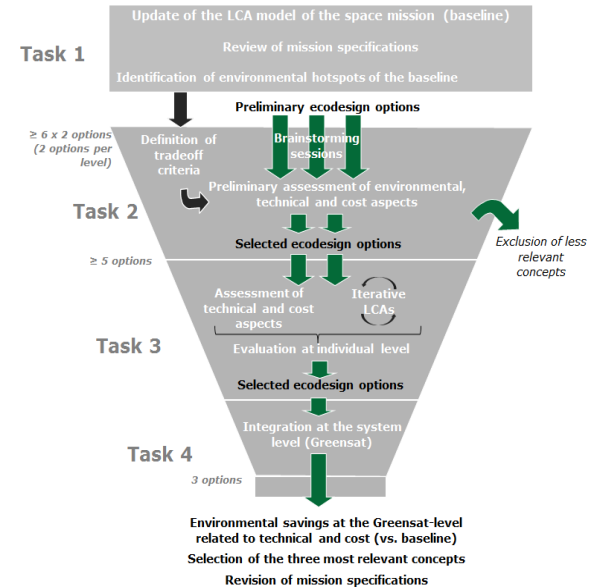 Update of the LCA model of the space mission (baseline)
Review of mission specifications
Task 1
Identification of environmental hotspots of the baseline
Preliminary ecodesign options
≥ 6 x 2 options
(2 options per
level)
Definition of
tradeoff
criteria
Brainstorming
sessions
Preliminary assessment of environmental,
technical and cost aspects
Task 2
Selected ecodesign options
Exclusion of less
relevant
concepts
≥ 5 options
Assessment of
technical and cost
aspects
Iterative
LCAs
Task 3
Evaluation at individual level
Selected ecodesign options
Integration at the system
level (Greensat)
Task 4
3 options
Environmental savings at the Greensat-level
related to technical and cost (vs. baseline)
Selection of the three most relevant concepts
Revision of mission specifications